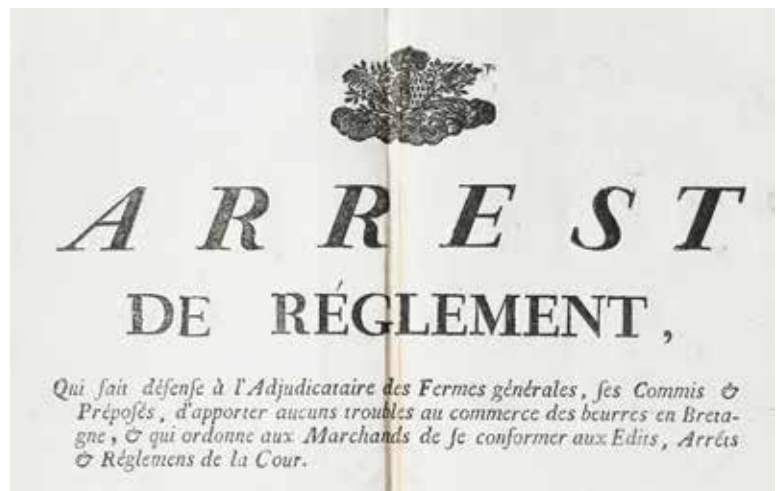 ARREST
DE RÉGLEMENT,
Qui fait défenſe à l'Adjudicataire des Fermes générales, ſes Commis &
Prépoſés, d'apporter aucuns troubles au commerce des beurres en Breta-
gne, & qui ordonne aux Marchands de ſe conformer aux Edits, Arrêts
& Réglemens de la Cour.